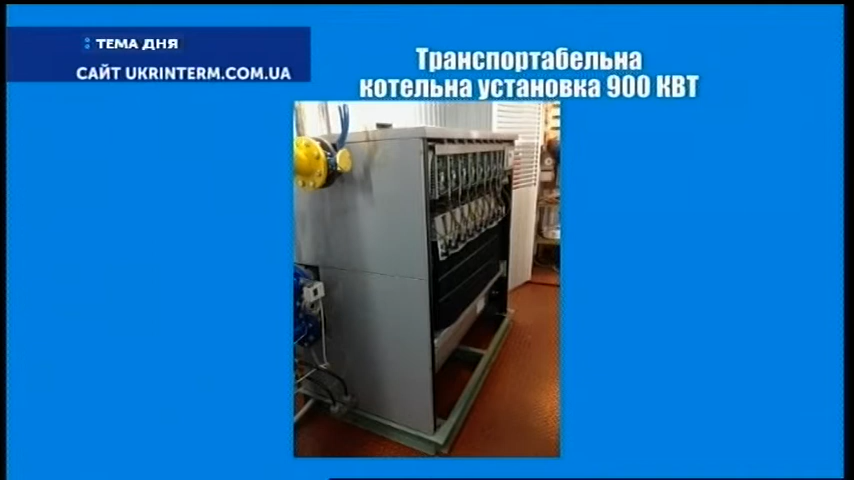 ТЕМА ДНЯ
САЙТ UKRINTERM.COM.UA
Транспортабельна
котельна установка 900 КВТ